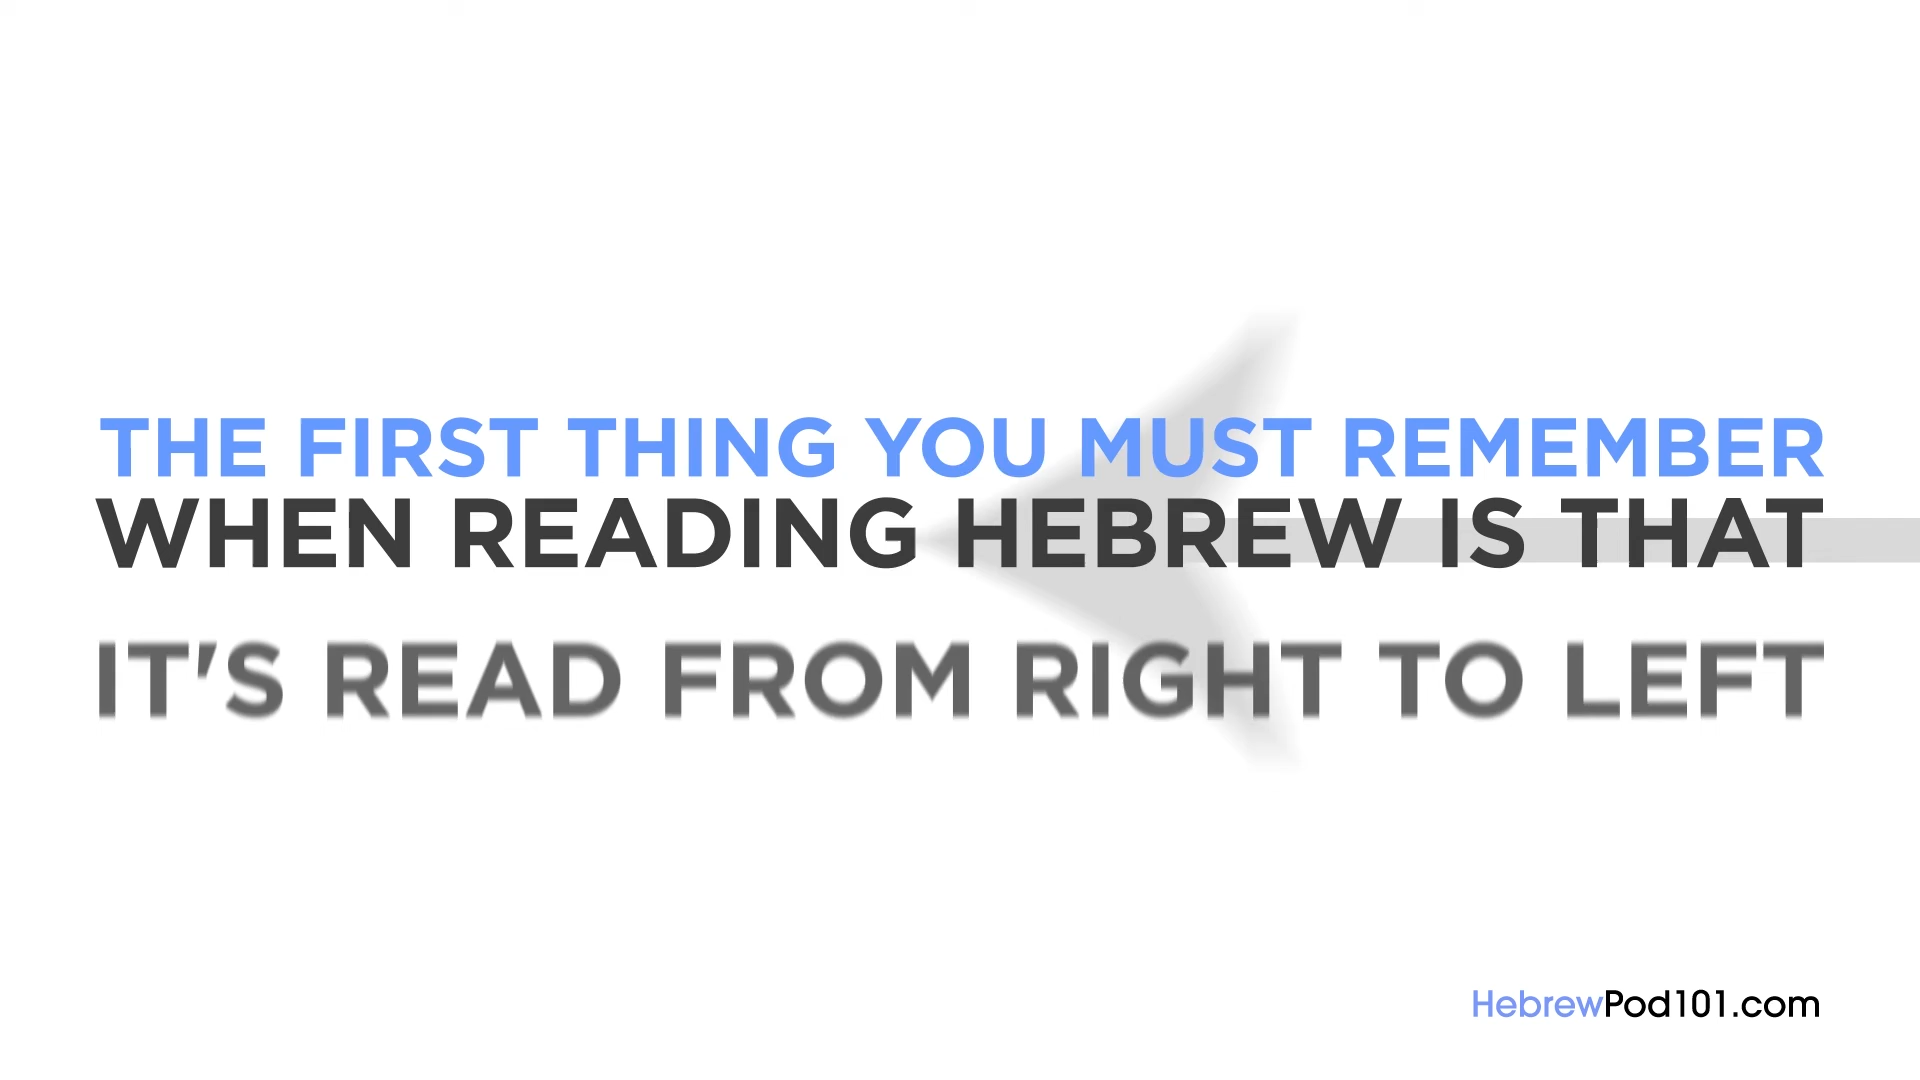 THE FIRST THING YOU MUST REMEMBER
WHEN READING HEBREW IS THAT
IT'S READ FROM RIGHT TO LEFT
HebrewPod101.com